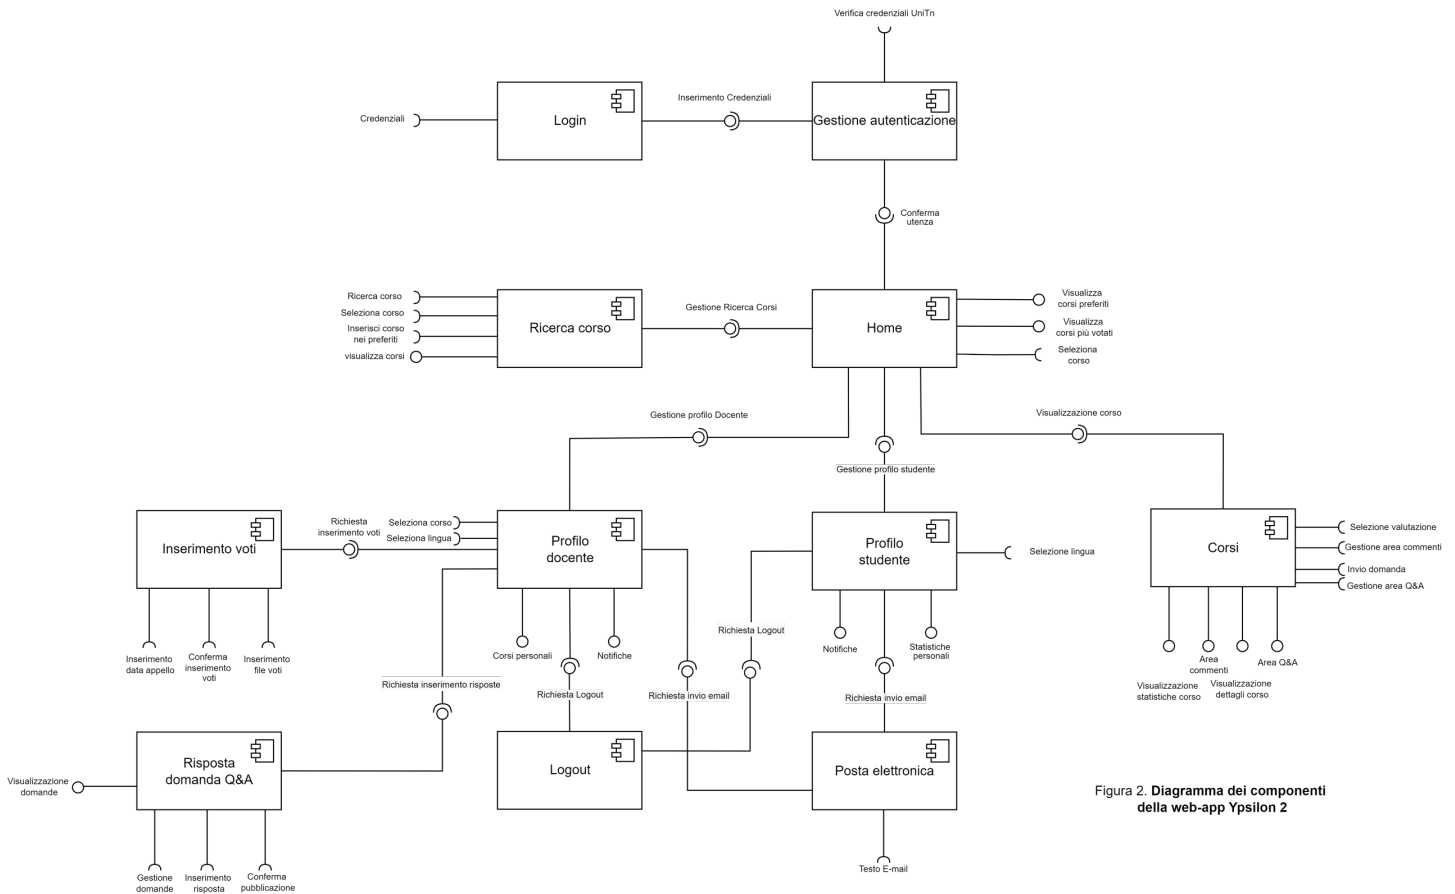 Verifica credenziali UniTn
Credenziali
Login
Inserimento Credenziali
Gestione autenticazione
Conferma
utenza
Ricerca corso
Seleziona corso
Inserisci corso
nei preferiti
visualizza corsi
Ricerca corso
Gestione Ricerca Corsi
Home
Visualizza
corsi preferiti
Visualizza
corsi più votati
Seleziona
corso
Gestione profilo Docente
Visualizzazione corso
Gestione profilo studente
Inserimento voti
Richiesta
inserimento voti
Seleziona corso
Seleziona lingua
Profilo
docente
Profilo
studente
Selezione lingua
Corsi
Selezione valutazione
Gestione area commenti
Invio domanda
Gestione area Q&A
Inserimento
data appello
Conferma
inserimento
voti
Inserimento
file voti
Corsi personali
Notifiche
Richiesta Logout
Notifiche
Statistiche
personali
Area
commenti
Area Q&A
Visualizzazione
statistiche corso
Visualizzazione
dettagli corso
Richiesta inserimento risposte
Richiesta Logout
Richiesta invio email
Richiesta invio email
Visualizzazione
domande
Risposta
domanda Q&A
Logout
Posta elettronica
Figura 2. Diagramma dei componenti
della web-app Ypsilon 2
Gestione
domande
Inserimento
risposta
Conferma
pubblicazione
Testo E-mail